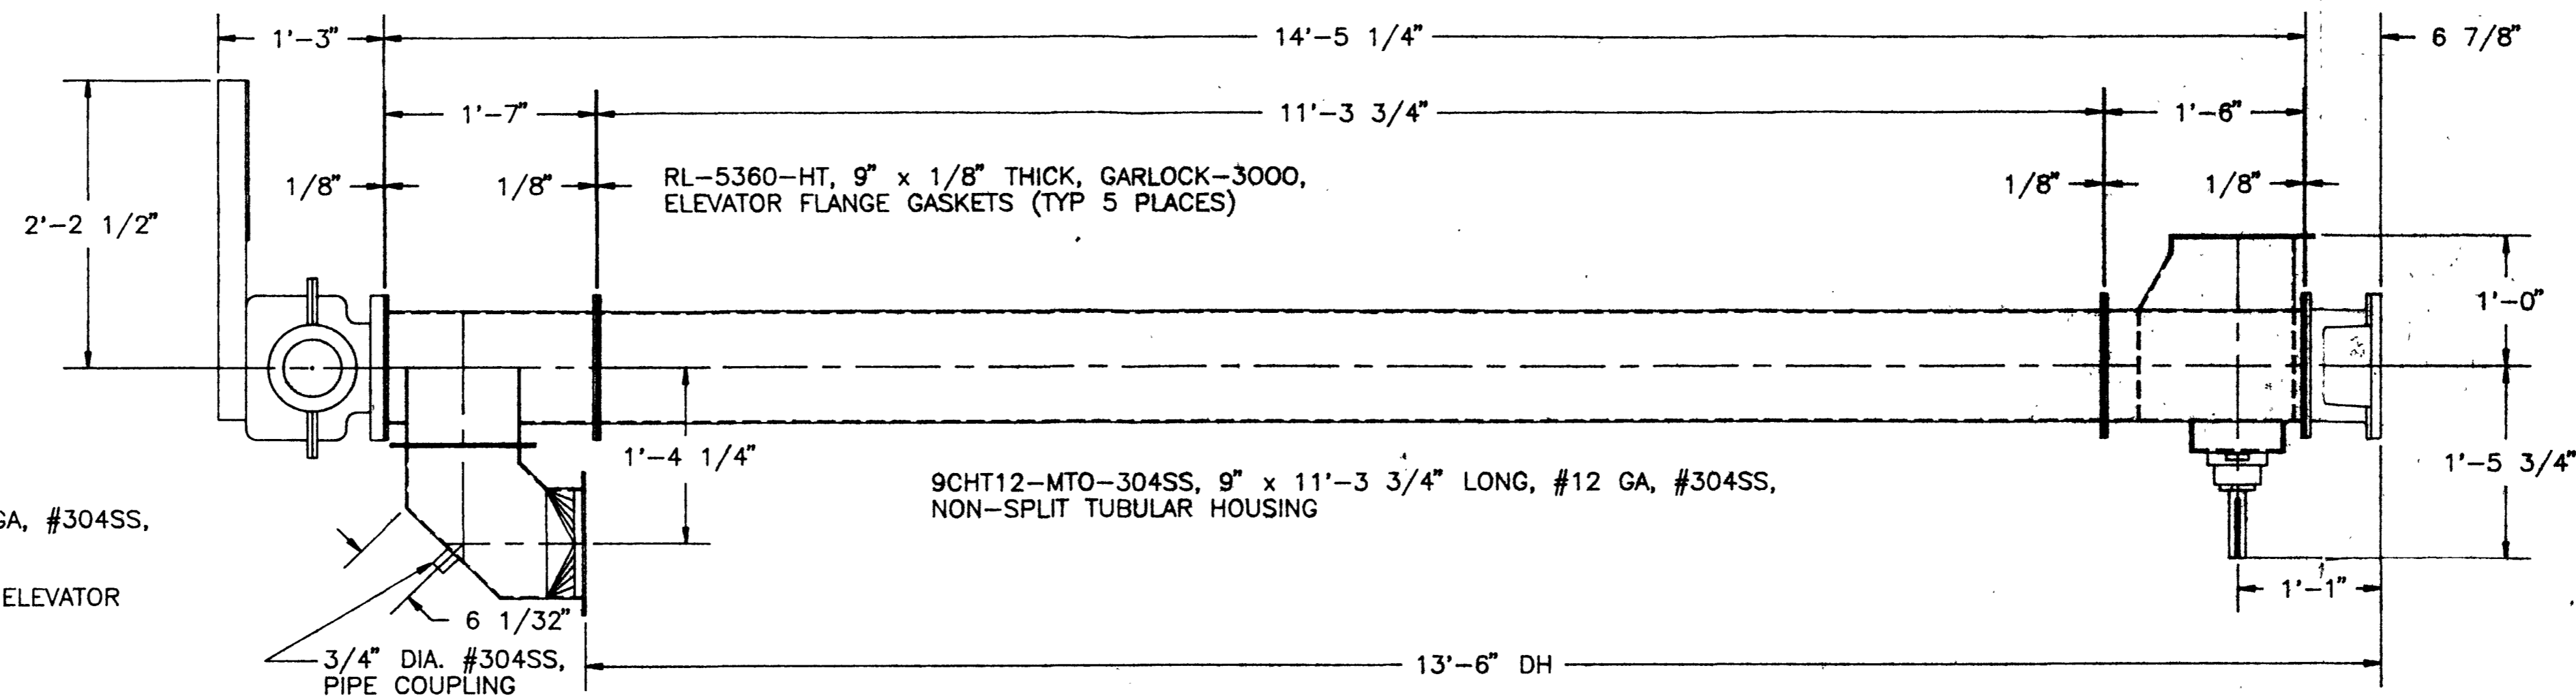 1'-3"
14'-5 1/4"
6 7/8"
1'-7"
11'-3 3/4"
1'-6"
1/8"
1/8"
RL-5360-HT, 9" x 1/8" THICK, GARLOCK-3000,
ELEVATOR FLANGE GASKETS (TYP 5 PLACES)
1/8"
1/8"
2'-2 1/2"
1'-0"
1'-4 1/4"
9CHT12-MTO-304SS, 9" x 11'-3 3/4" LONG, #12 GA, #304SS,
NON-SPLIT TUBULAR HOUSING
1'-5 3/4"
GA, #304SS,
ELEVATOR
6 1/32"
1'-1"
3/4" DIA. #304SS,
PIPE COUPLING
13'-6" DH